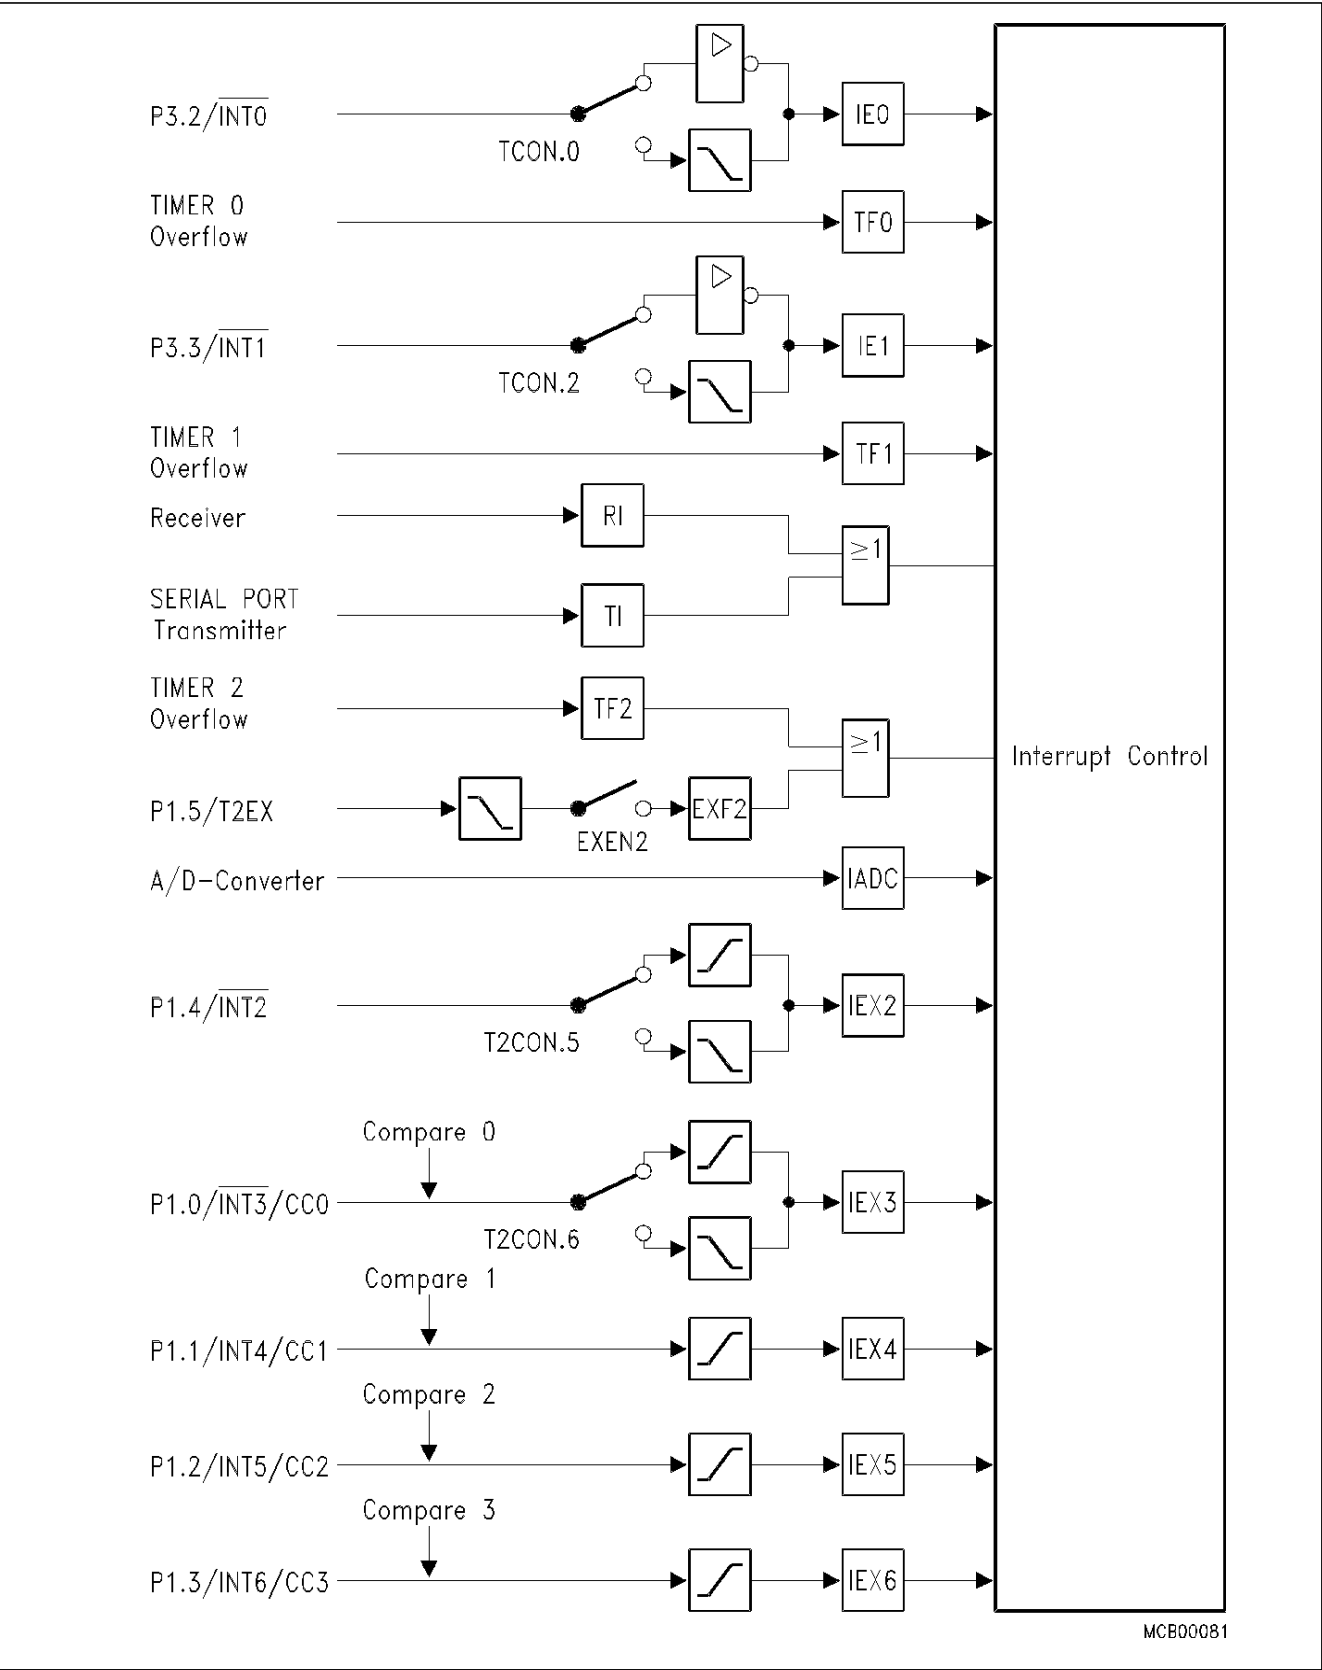 P3.2/INT0
TCON.0
IE0
TIMER 0
Overflow
TF0
P3.3/INT1
TCON.2
IE1
TIMER 1
Overflow
TF1
Receiver
RI
≥1
SERIAL PORT
Transmitter
TI
TIMER 2
Overflow
TF2
≥1
Interrupt Control
P1.5/T2EX
EXEN2
EXF2
A/D-Converter
IADC
P1.4/INT2
T2CON.5
IEX2
Compare 0
P1.0/INT3/CC0
T2CON.6
IEX3
Compare 1
P1.1/INT4/CC1
IEX4
Compare 2
P1.2/INT5/CC2
IEX5
Compare 3
P1.3/INT6/CC3
IEX6
MCB00081